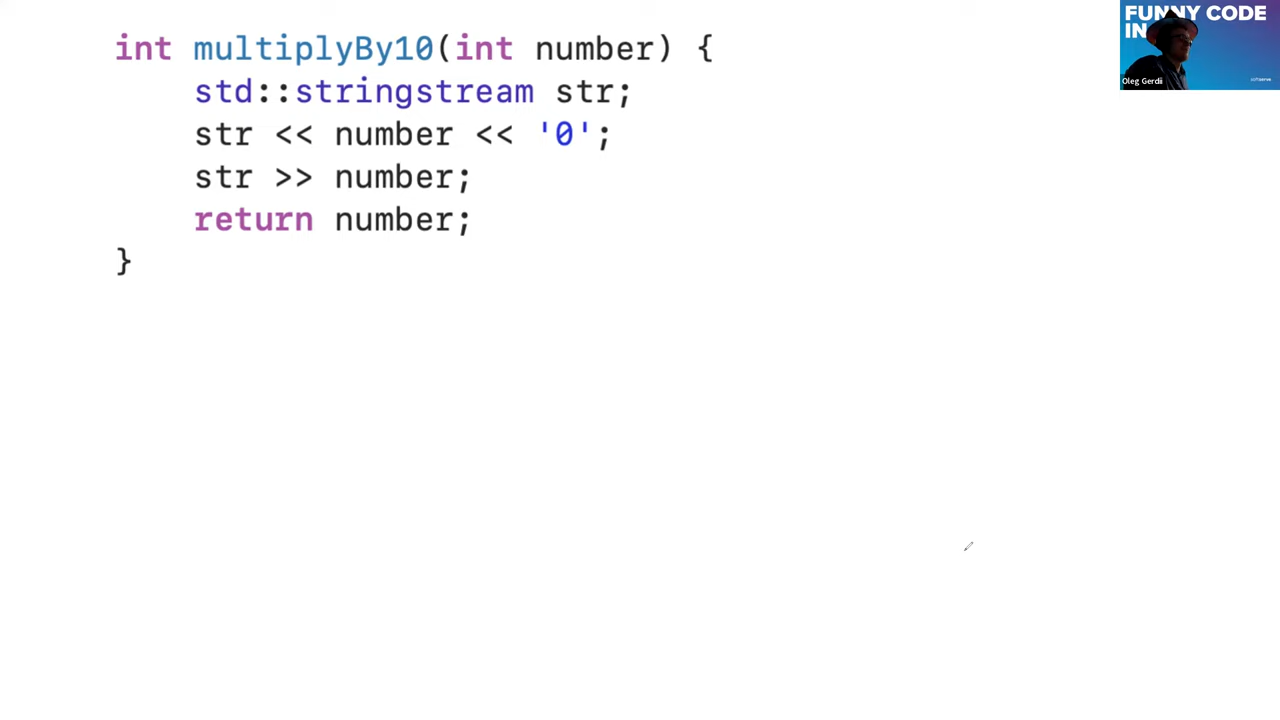 int multiplyBy10(int number) {
    std::stringstream str;
    str << number << '0';
    str >> number;
    return number;
}
FUNNY CODE
IN
Oleg Gerdii